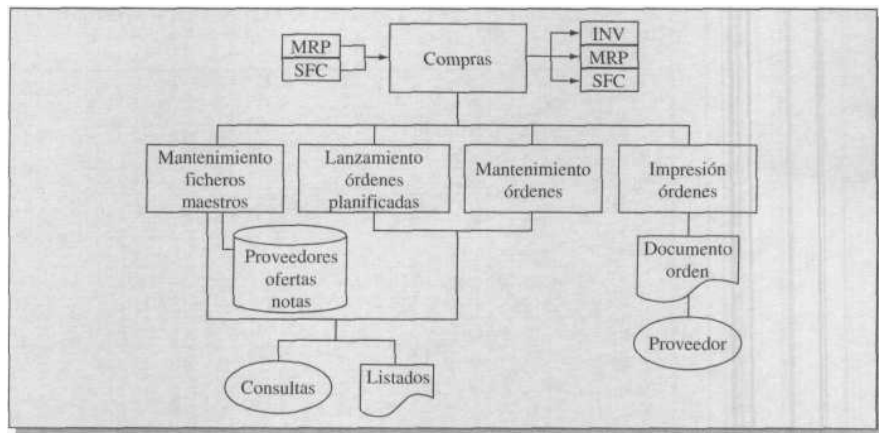 MRP
SFC
Compras
INV
MRP
SFC
Mantenimiento
ficheros
maestros
Lanzamiento
órdenes
planificadas
Mantenimiento
órdenes
Impresión
órdenes
Proveedores
ofertas
notas
Documento
orden
Consultas
Listados
Proveedor